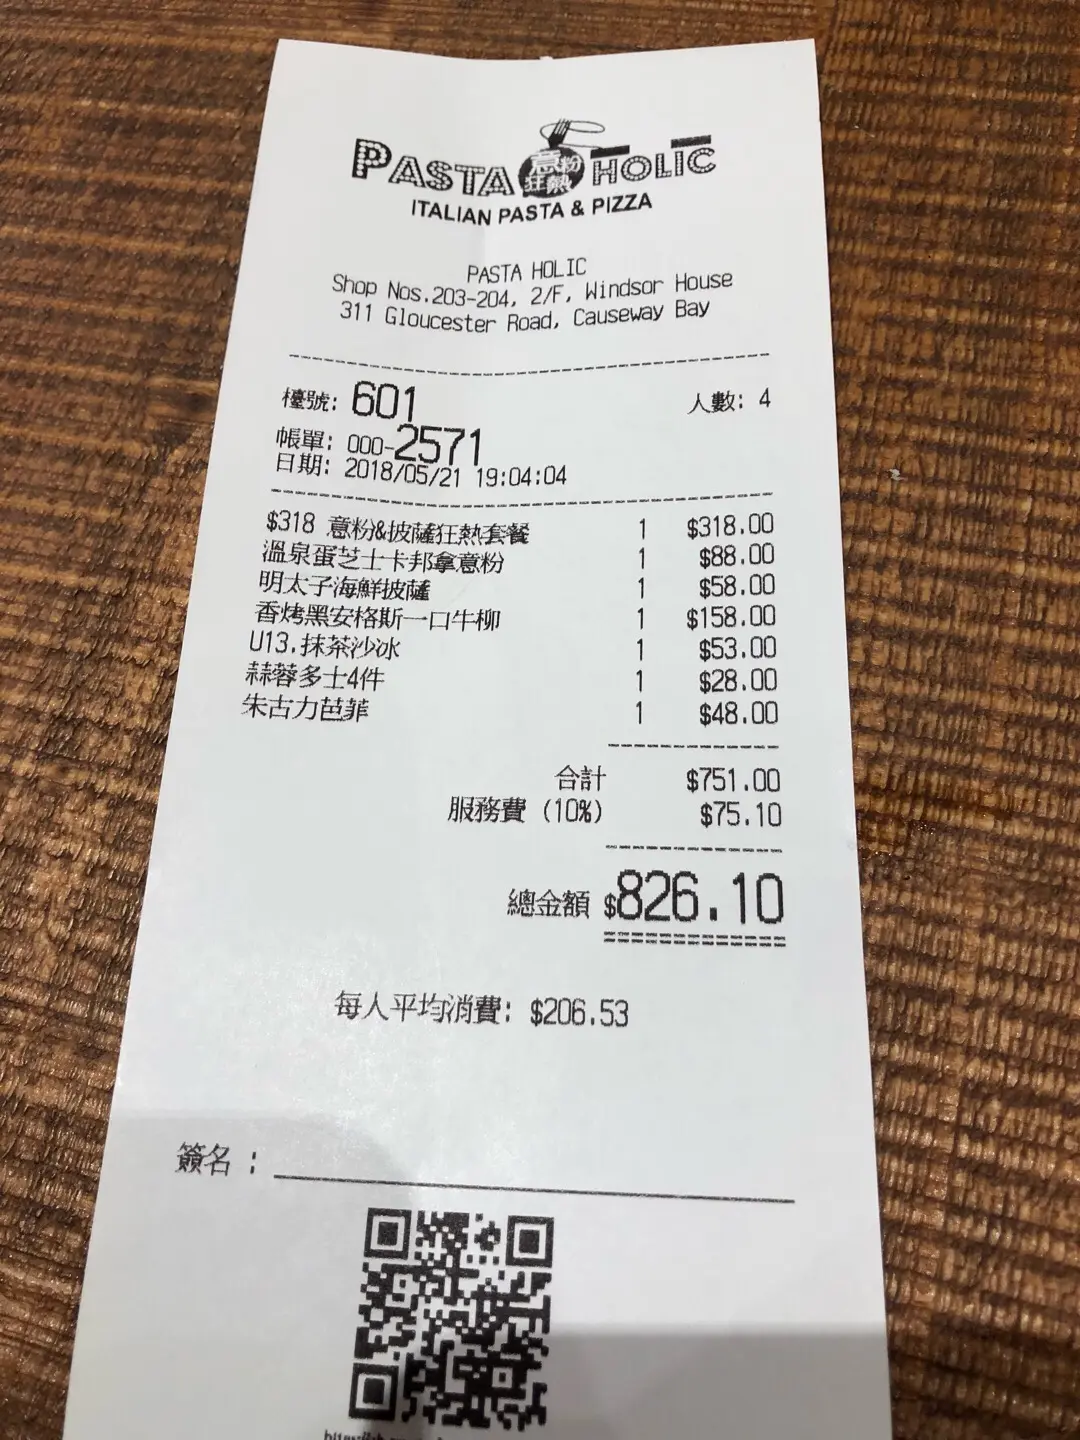 PASTA 意粉狂熱 HOLIC
ITALIAN PASTA & PIZZA
PASTA HOLIC
Shop Nos.203-204, 2/F, Windsor House
311 Gloucester Road, Causeway Bay
檯號: 601 人數: 4
帳單: 000-2571
日期: 2018/05/21 19:04:04
$318 意粉&披薩狂熱套餐 1 $318.00
溫泉蛋芝士卡邦拿意粉 1 $88.00
明太子海鮮披薩 1 $58.00
香烤黑安格斯一口牛柳 1 $158.00
U13.抹茶沙冰 1 $53.00
蒜蓉多士4件 1 $28.00
朱古力芭菲 1 $48.00
合計 $751.00
服務費 (10%) $75.10
總金額 $826.10
每人平均消費: $206.53
簽名 :